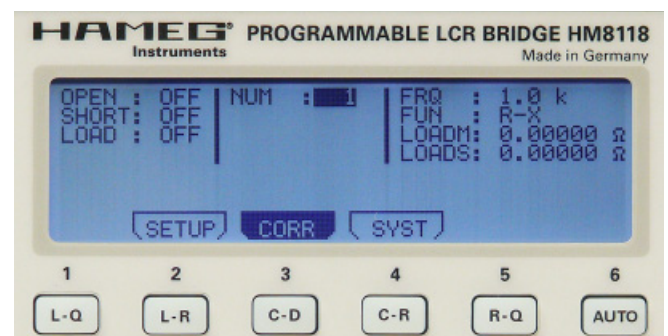 HAMEG® PROGRAMMABLE LCR BRIDGE HM8118
Instruments Made in Germany
OPEN : OFF NUM : 1 FRQ : 1.0 k
SHORT: OFF FUN : R-X
LOAD : OFF LOADM: 0.00000 Ω
LOADS: 0.00000 Ω
SETUP CORR SYST
1 2 3 4 5 6
L-Q L-R C-D C-R R-Q AUTO